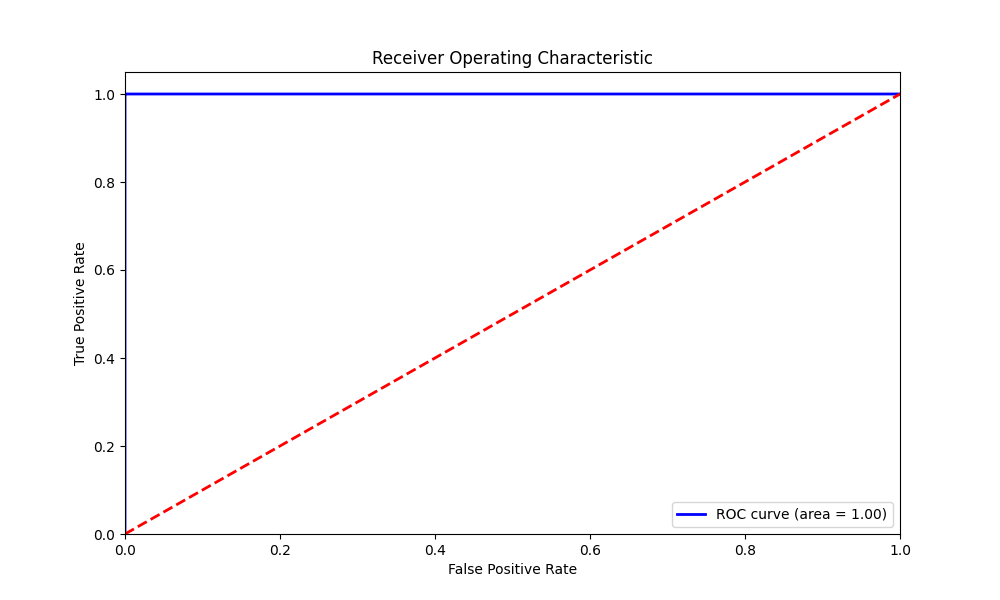 Receiver Operating Characteristic
1.0
0.8
0.6
0.4
0.2
0.0
True Positive Rate
ROC curve (area = 1.00)
0.0 0.2 0.4 0.6 0.8 1.0
False Positive Rate